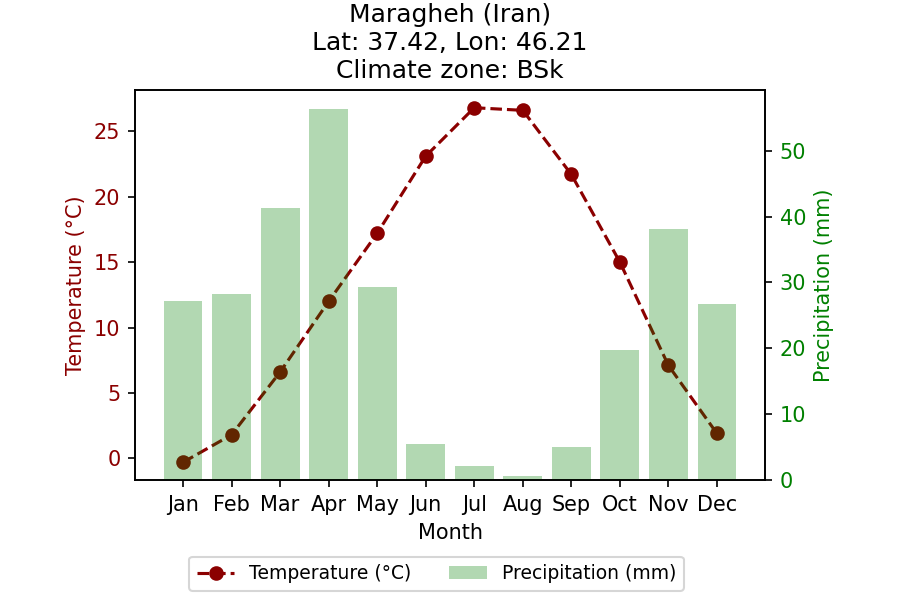 Maragheh (Iran)
Lat: 37.42, Lon: 46.21
Climate zone: BSk
Temperature (°C)
25
20
15
10
5
0
Precipitation (mm)
50
40
30
20
10
0
Jan Feb Mar Apr May Jun Jul Aug Sep Oct Nov Dec
Month
Temperature (°C) Precipitation (mm)